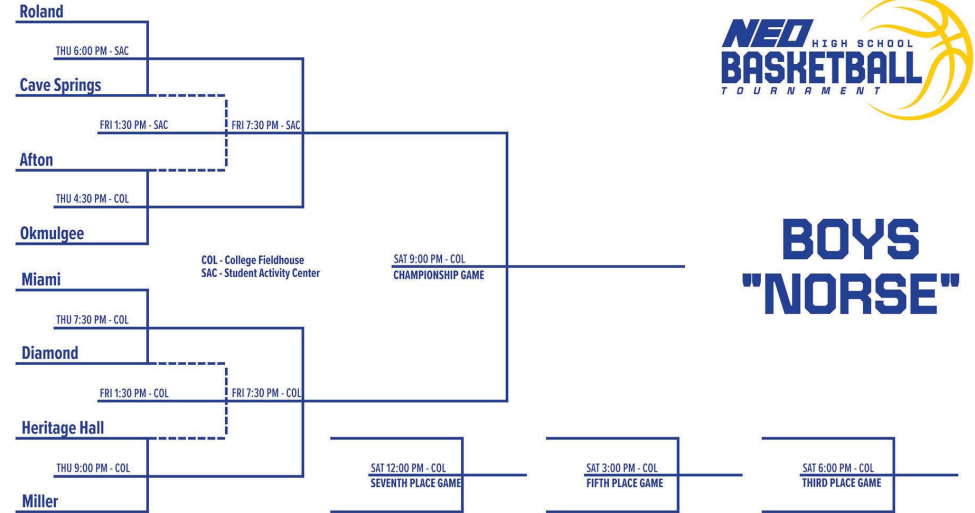 Roland
THU 6:00 PM - SAC
Cave Springs
FRI 1:30 PM - SAC
FRI 7:30 PM - SAC
Afton
THU 4:30 PM - COL
Okmulgee
NEO HIGH SCHOOL
BASKETBALL
TOURNAMENT
BOYS
"NORSE"
COL - College Fieldhouse
SAC - Student Activity Center
SAT 9:00 PM - COL
CHAMPIONSHIP GAME
Miami
THU 7:30 PM - COL
Diamond
FRI 1:30 PM - COL
FRI 7:30 PM - COL
Heritage Hall
THU 9:00 PM - COL
Miller
SAT 12:00 PM - COL
SEVENTH PLACE GAME
SAT 3:00 PM - COL
FIFTH PLACE GAME
SAT 6:00 PM - COL
THIRD PLACE GAME